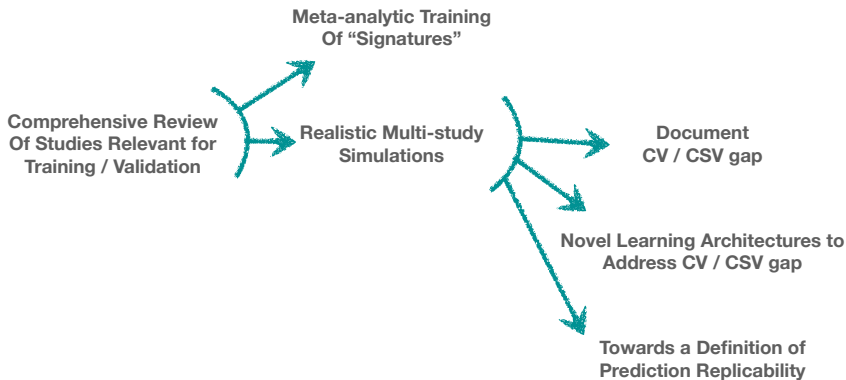 Meta-analytic Training
Of “Signatures”
Comprehensive Review
Of Studies Relevant for
Training / Validation
Realistic Multi-study
Simulations
Document
CV / CSV gap
Novel Learning Architectures to
Address CV / CSV gap
Towards a Definition of
Prediction Replicability